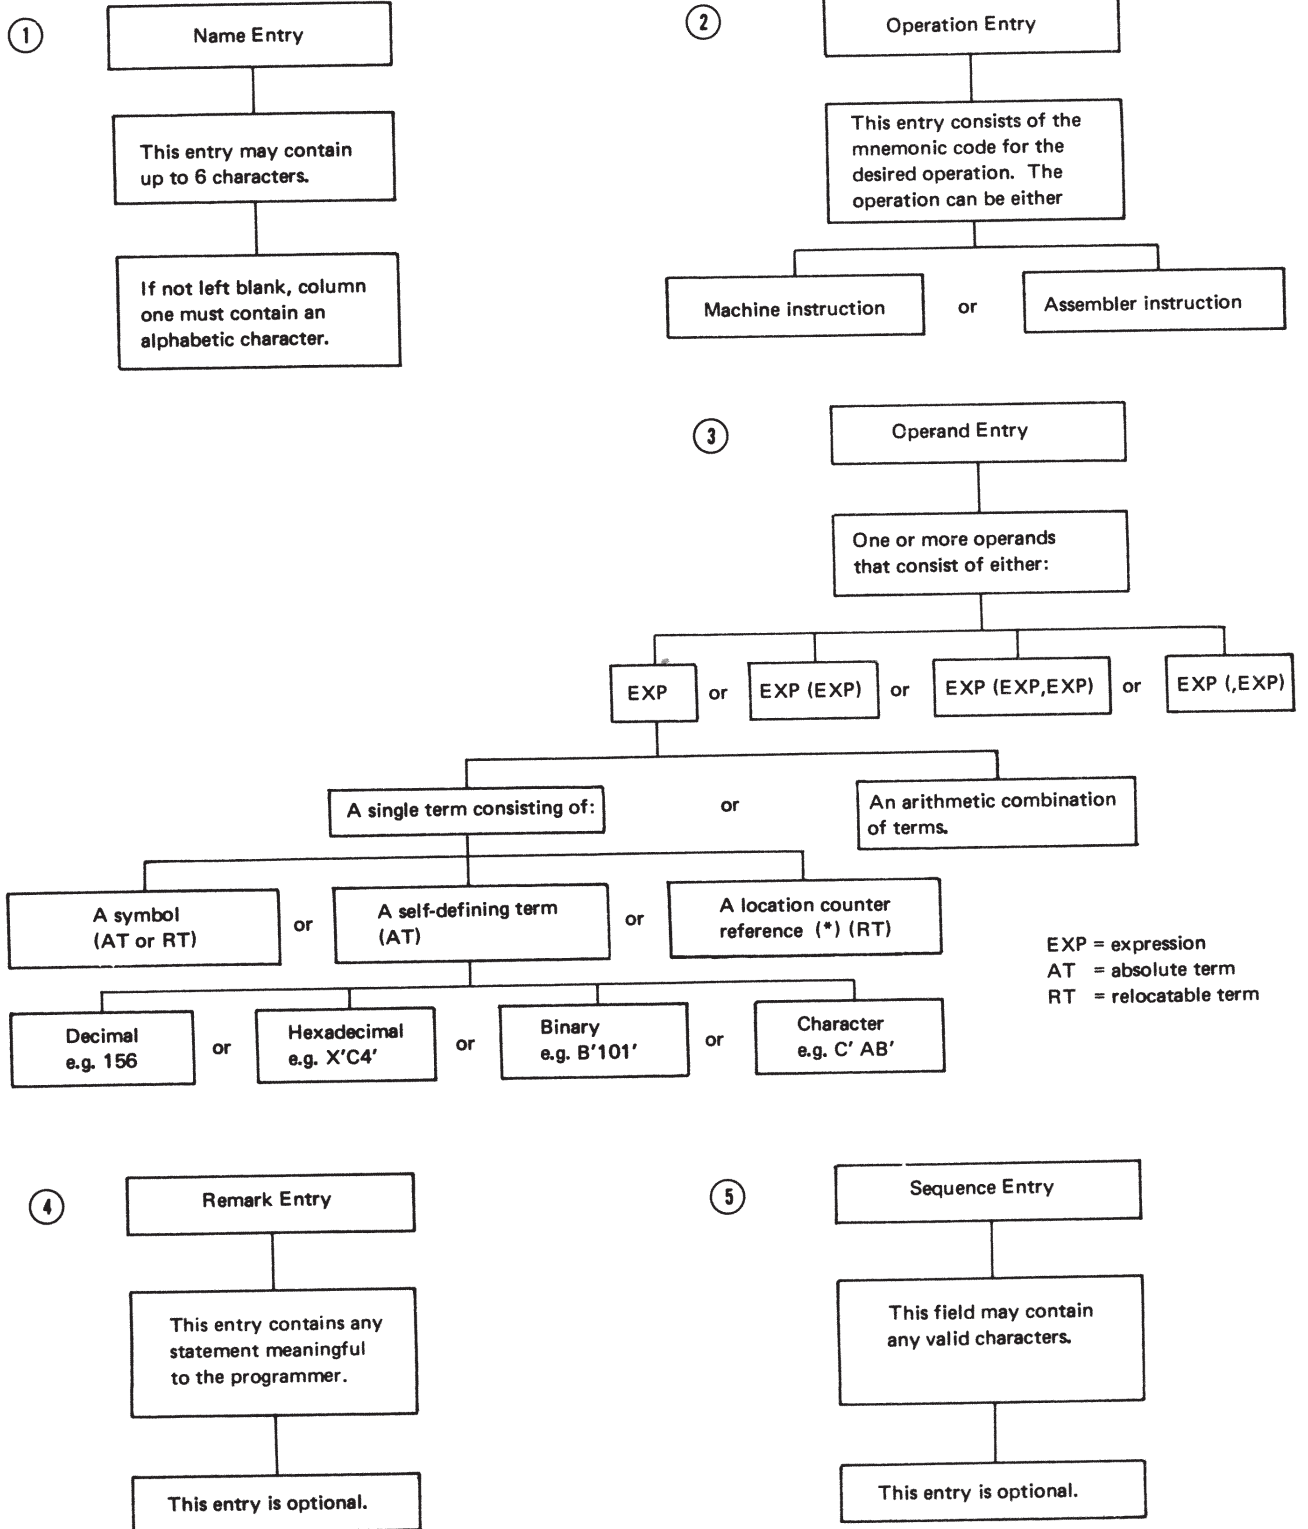 1
Name Entry
This entry may contain
up to 6 characters.
If not left blank, column
one must contain an
alphabetic character.
2
Operation Entry
This entry consists of the
mnemonic code for the
desired operation. The
operation can be either
Machine instruction or Assembler instruction
3
Operand Entry
One or more operands
that consist of either:
EXP or EXP (EXP) or EXP (EXP,EXP) or EXP (,EXP)
A single term consisting of: or An arithmetic combination
of terms.
A symbol
(AT or RT)
or
A self-defining term
(AT)
or
A location counter
reference (*) (RT)
EXP = expression
AT = absolute term
RT = relocatable term
Decimal
e.g. 156
or
Hexadecimal
e.g. X'C4'
or
Binary
e.g. B'101'
or
Character
e.g. C' AB'
4
Remark Entry
This entry contains any
statement meaningful
to the programmer.
This entry is optional.
5
Sequence Entry
This field may contain
any valid characters.
This entry is optional.